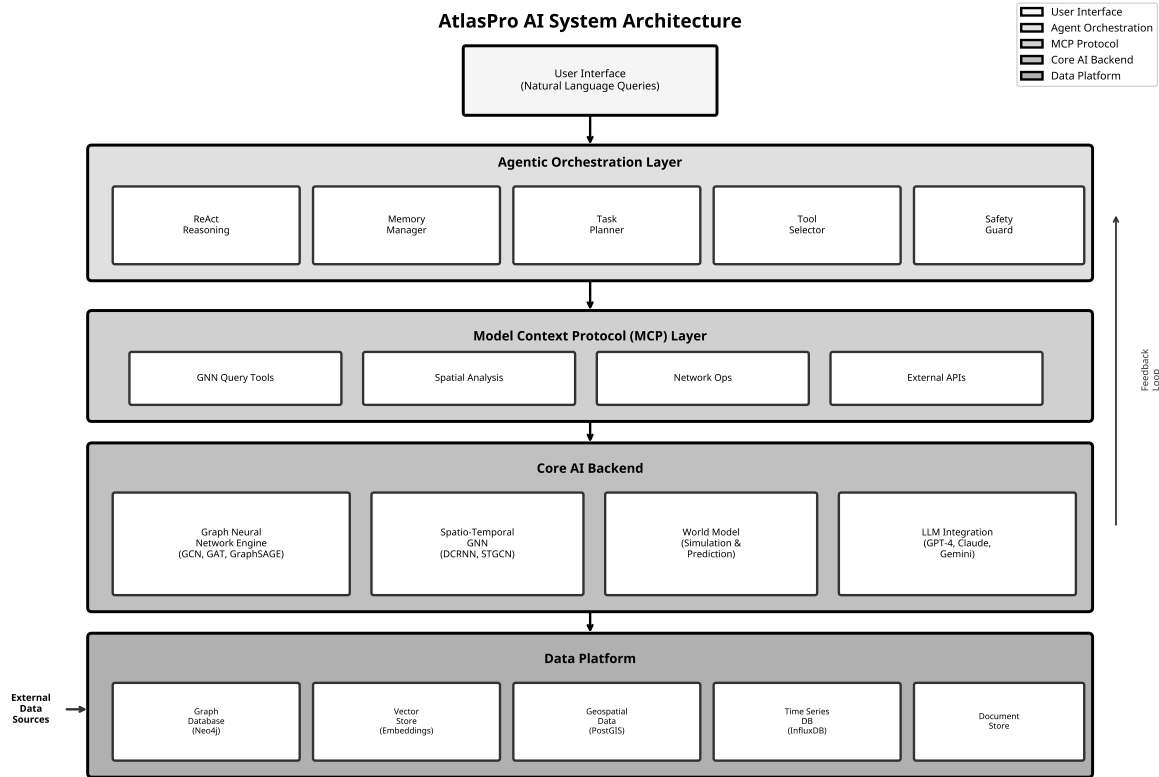 AtlasPro AI System Architecture
User Interface
Agent Orchestration
MCP Protocol
Core AI Backend
Data Platform
User Interface
(Natural Language Queries)
Agentic Orchestration Layer
ReAct
Reasoning
Memory
Manager
Task
Planner
Tool
Selector
Safety
Guard
Model Context Protocol (MCP) Layer
GNN Query Tools
Spatial Analysis
Network Ops
External APIs
Feedback
Loop
Core AI Backend
Graph Neural
Network Engine
(GCN, GAT, GraphSAGE)
Spatio-Temporal
GNN
(DCRNN, STGCN)
World Model
(Simulation &
Prediction)
LLM Integration
(GPT-4, Claude,
Gemini)
Data Platform
External
Data
Sources
Graph
Database
(Neo4j)
Vector
Store
(Embeddings)
Geospatial
Data
(PostGIS)
Time Series
DB
(InfluxDB)
Document
Store